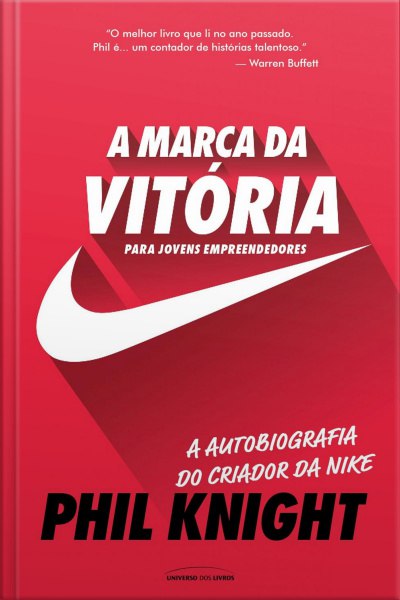 “O melhor livro que li no ano passado.
Phil é... um contador de histórias talentoso.”
— Warren Buffett
A MARCA DA
VITÓRIA
PARA JOVENS EMPREENDEDORES
A AUTOBIOGRAFIA
DO CRIADOR DA NIKE
PHIL KNIGHT
UNIVERSO DOS LIVROS